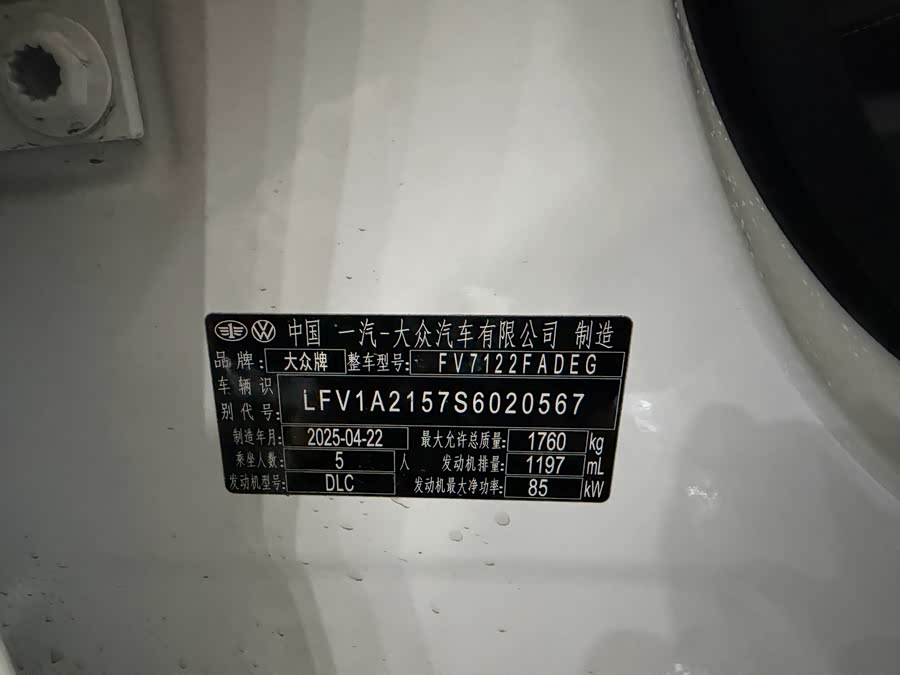 中国 一汽-大众汽车有限公司 制造
品牌: 大众牌 整车型号: FV7122FADEG
车辆识别代号: LFV1A2157S6020567
制造年月: 2025-04-22 最大允许总质量: 1760 kg
乘坐人数: 5 人 发动机排量: 1197 mL
发动机型号: DLC 发动机最大净功率: 85 kW